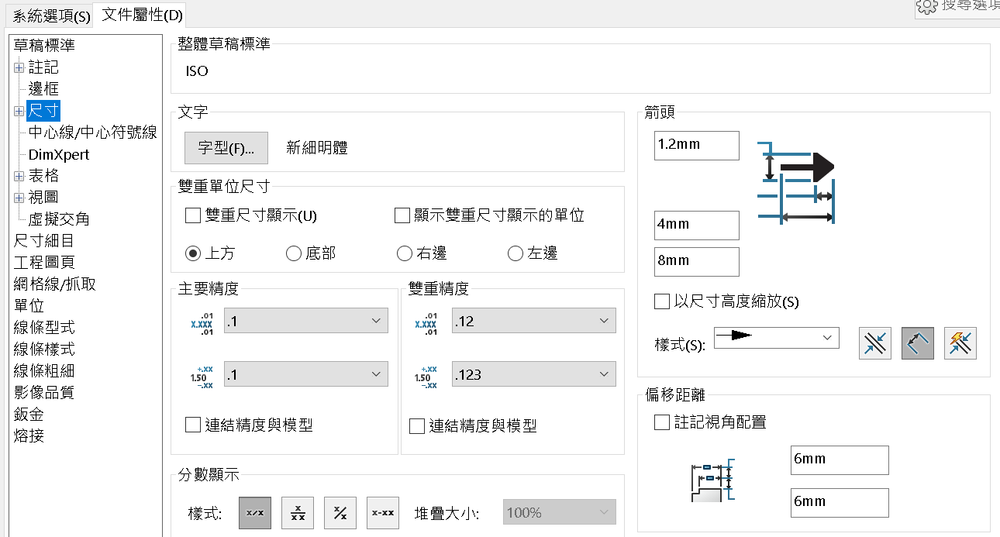 系統選項(S)
文件屬性(D)
搜尋選項
草稿標準
註記
邊框
尺寸
中心線/中心符號線
DimXpert
表格
視圖
虛擬交角
尺寸細目
工程圖頁
網格線/抓取
單位
線條型式
線條樣式
線條粗細
影像品質
鈑金
熔接
整體草稿標準
ISO
文字
字型(F)...
新細明體
雙重單位尺寸
雙重尺寸顯示(U)
顯示雙重尺寸顯示的單位
上方
底部
右邊
左邊
主要精度
.01
X.XXX
.01
.1
+.XX
1.50
-.XX
.1
連結精度與模型
雙重精度
.01
X.XXX
.01
.12
+.XX
1.50
-.XX
.123
連結精度與模型
分數顯示
樣式:
x/x
x
xx
x/x
x-xx
堆疊大小:
100%
箭頭
1.2mm
4mm
8mm
以尺寸高度縮放(S)
樣式(S):
偏移距離
註記視角配置
6mm
6mm